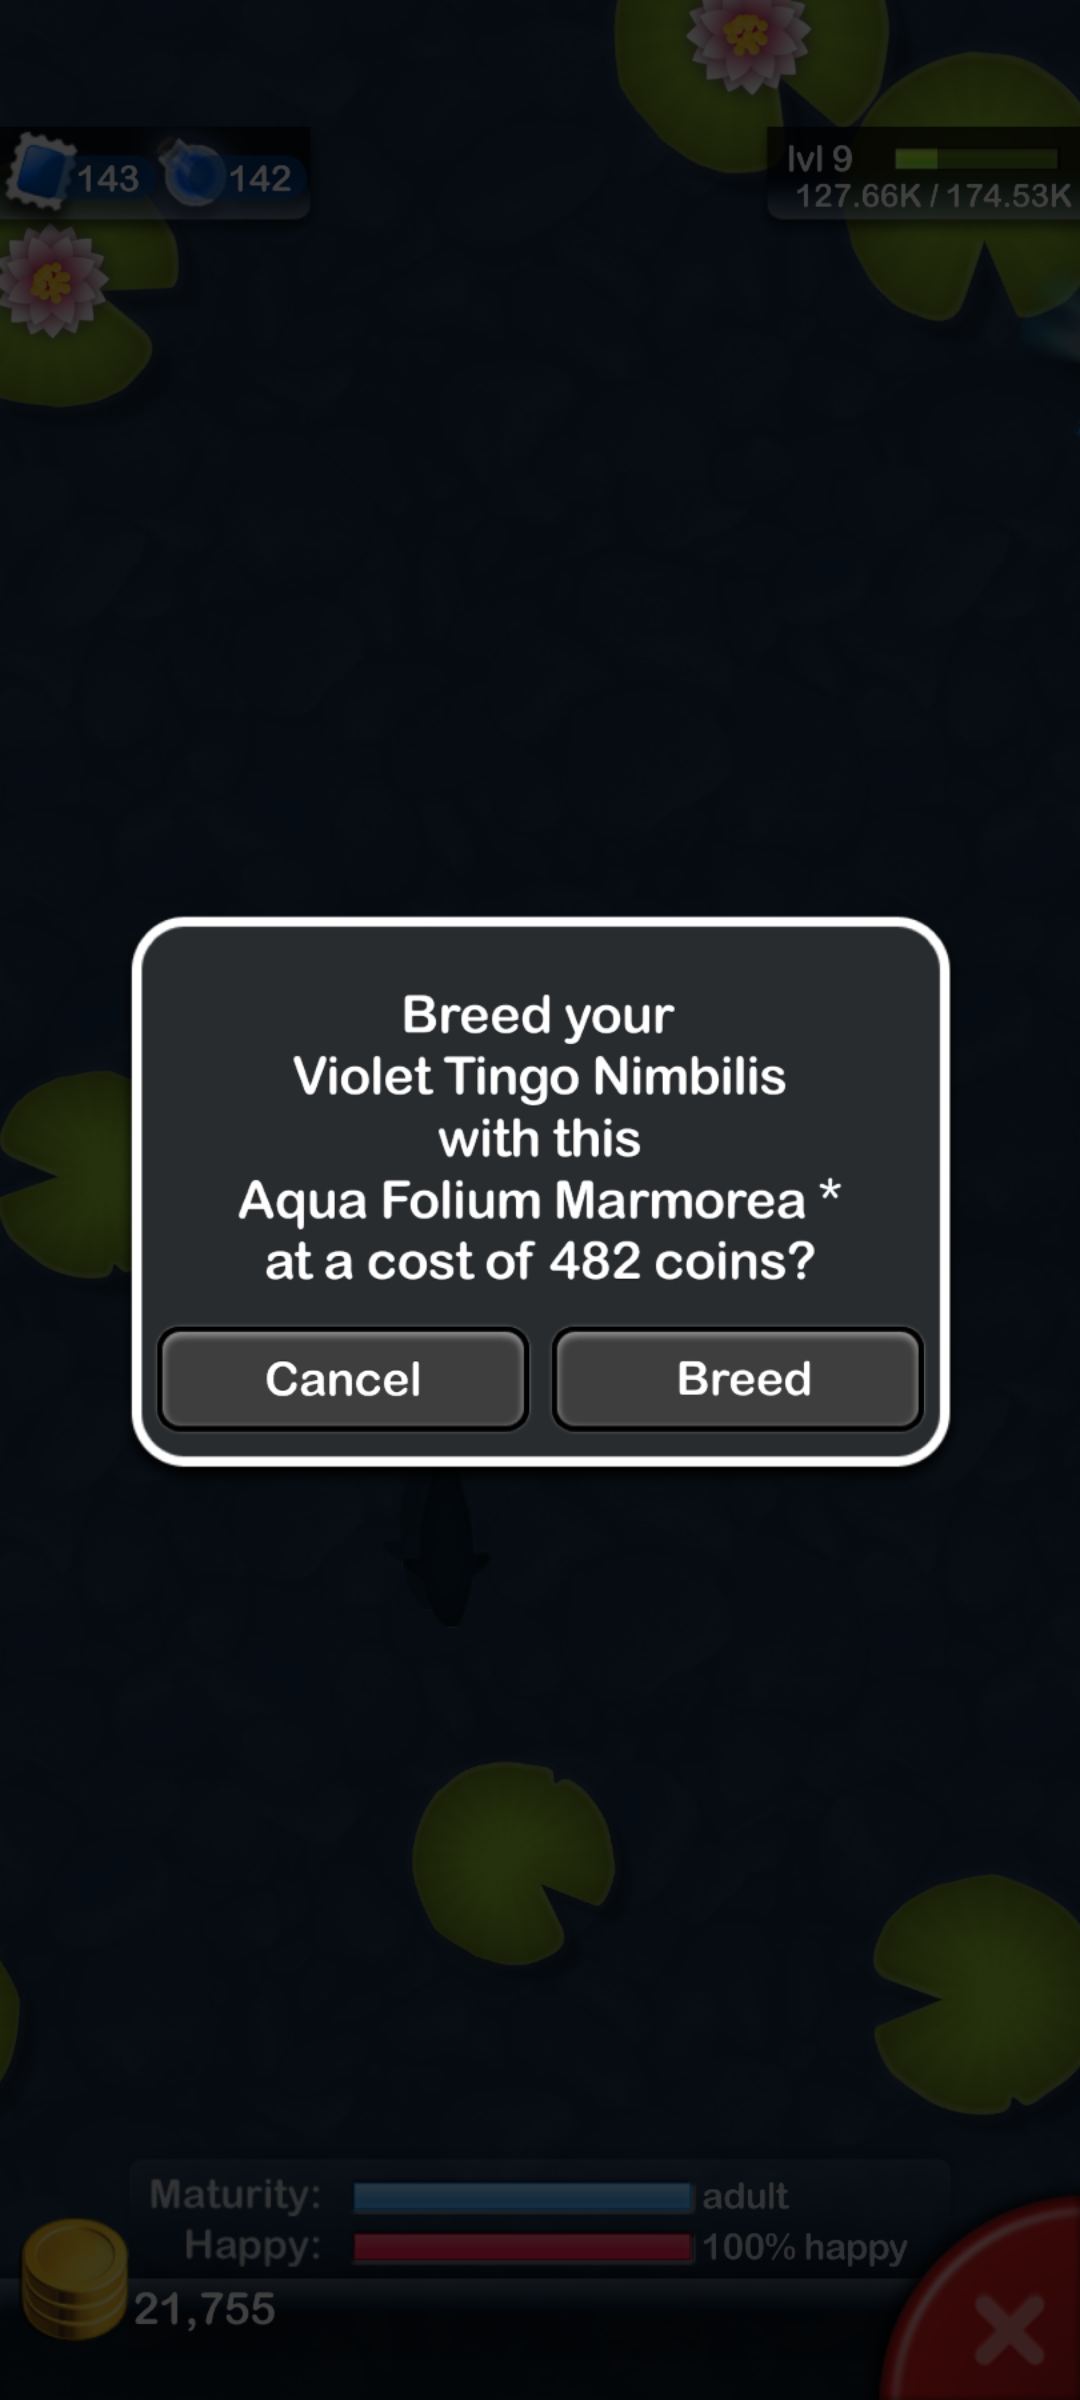 143 142
lvl 9
127.66K / 174.53K
Breed your
Violet Tingo Nimbilis
with this
Aqua Folium Marmorea *
at a cost of 482 coins?
Cancel Breed
Maturity: adult
Happy: 100% happy
21,755